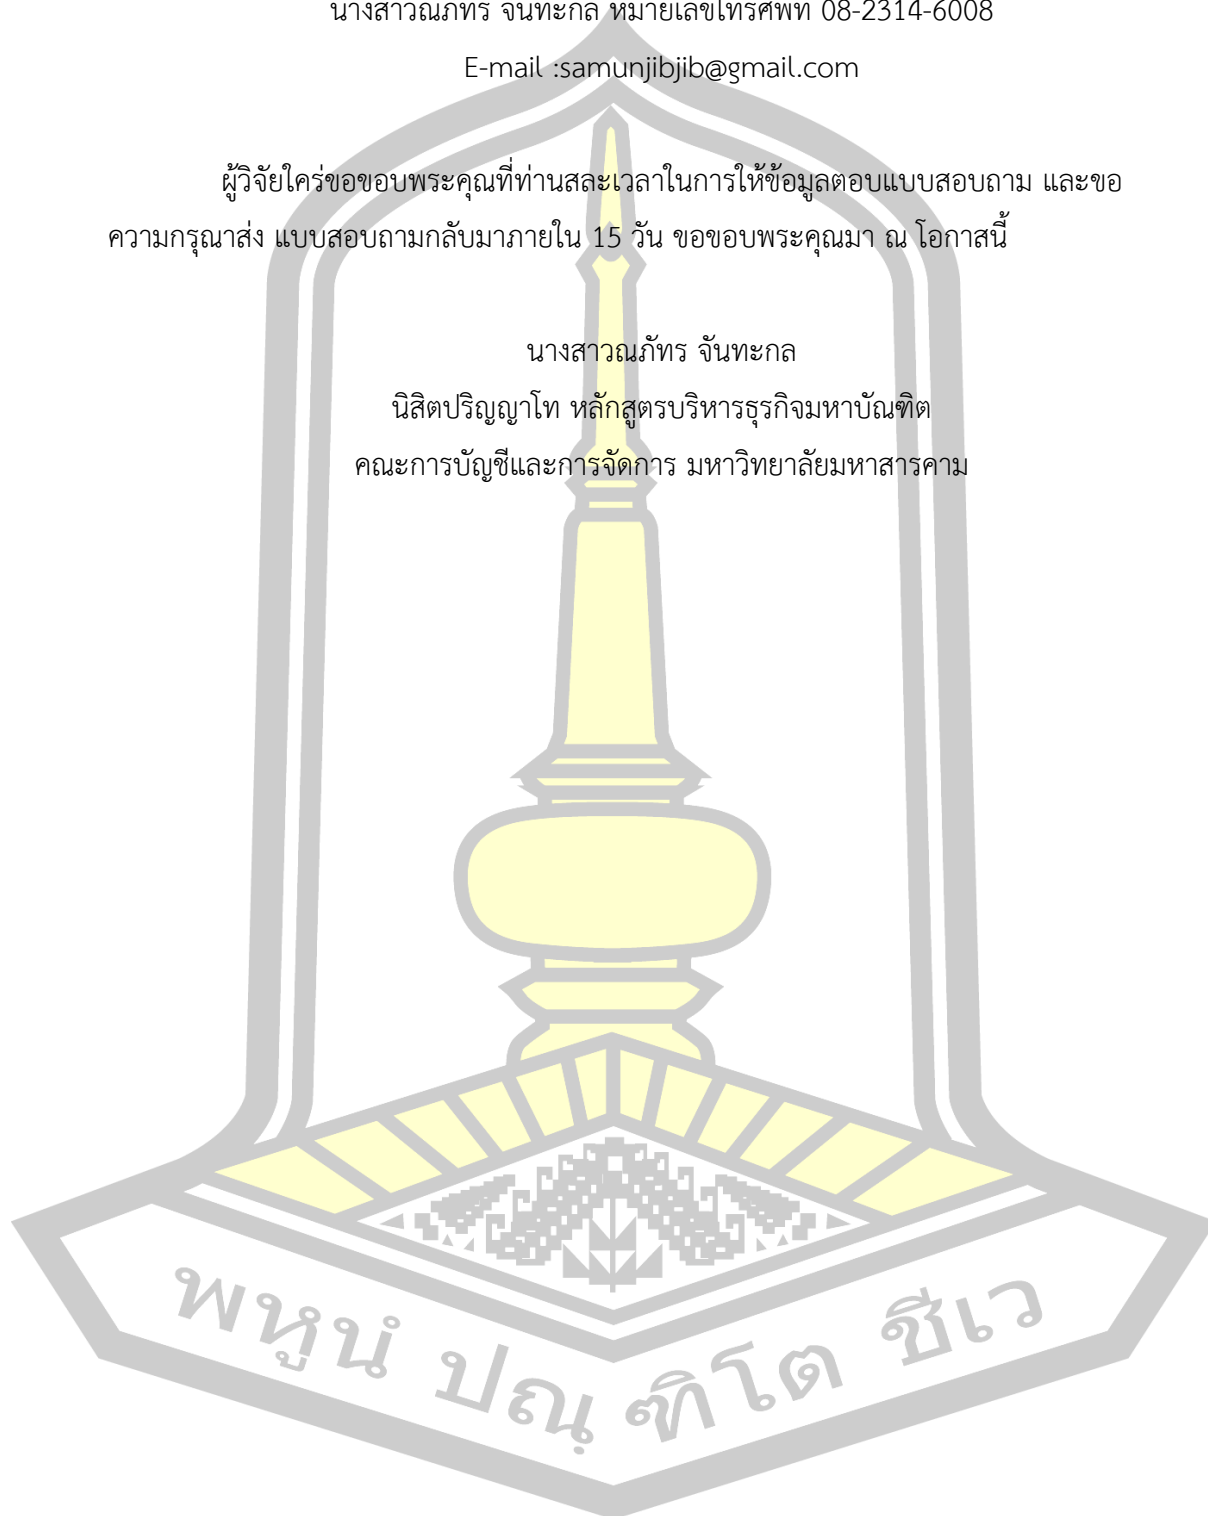 นางสาวณภัทร จันทะกล หมายเลขโทรศัพท์ 08-2314-6008
E-mail :samunjibjib@gmail.com
ผู้วิจัยใคร่ขอขอบพระคุณที่ท่านสละเวลาในการให้ข้อมูลตอบแบบสอบถาม และขอ
ความกรุณาส่ง แบบสอบถามกลับมาภายใน 15 วัน ขอขอบพระคุณมา ณ โอกาสนี้
นางสาวณภัทร จันทะกล
นิสิตปริญญาโท หลักสูตรบริหารธุรกิจมหาบัณฑิต
คณะการบัญชีและการจัดการ มหาวิทยาลัยมหาสารคาม
พหูนํ ปณฺฑิโต ชีเว